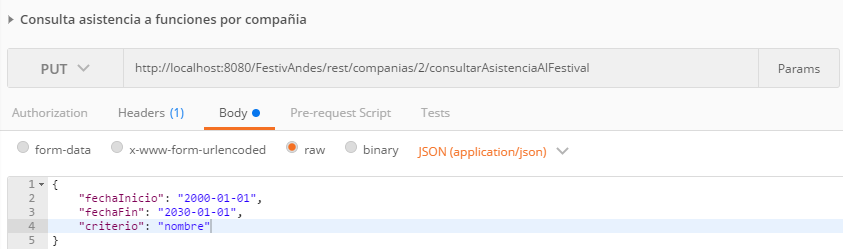 Consulta asistencia a funciones por compañia
PUT http://localhost:8080/FestivAndes/rest/companias/2/consultarAsistenciaAlFestival Params
Authorization Headers (1) Body Pre-request Script Tests
form-data x-www-form-urlencoded raw binary JSON (application/json)
1 {
2 "fechaInicio": "2000-01-01",
3 "fechaFin": "2030-01-01",
4 "criterio": "nombre"
5 }